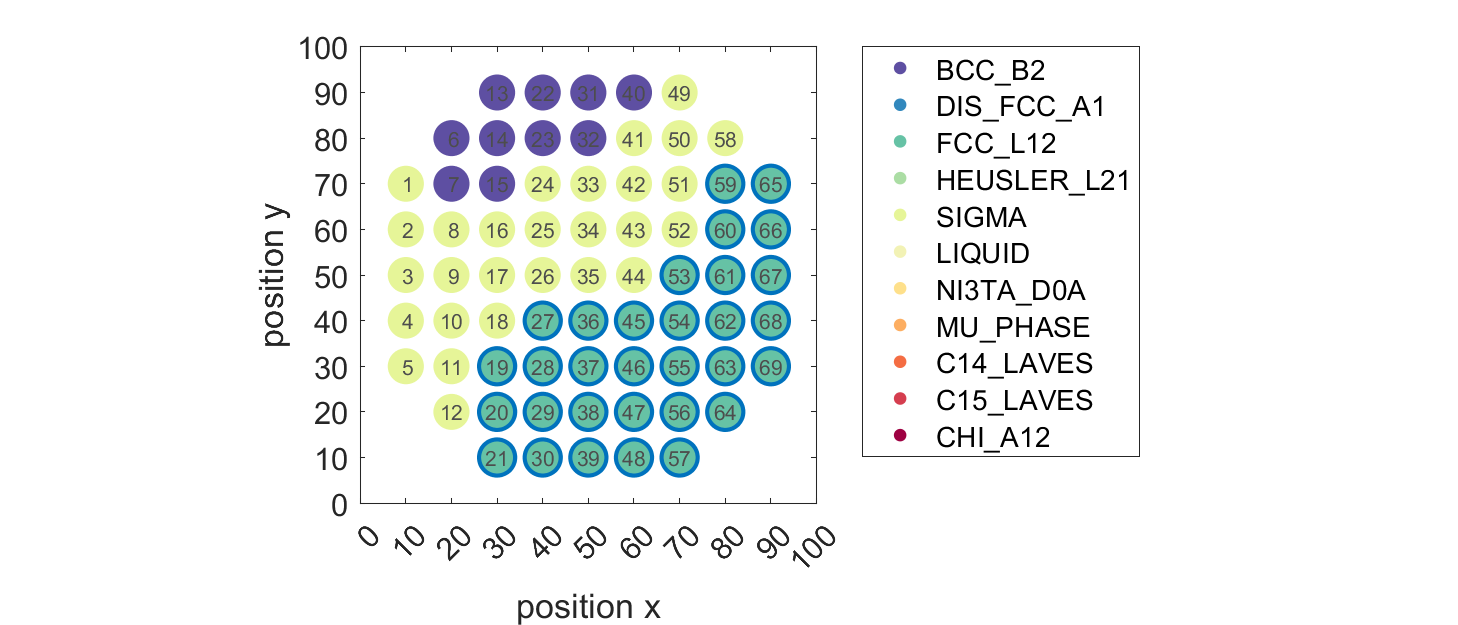 100
90 13 22 31 40 49
80 6 14 23 32 41 50 58
70 1 7 15 24 33 42 51 59 65
60 2 8 16 25 34 43 52 60 66
50 3 9 17 26 35 44 53 61 67
40 4 10 18 27 36 45 54 62 68
30 5 11 19 28 37 46 55 63 69
20 12 20 29 38 47 56 64
10 21 30 39 48 57
0
position y
0 10 20 30 40 50 60 70 80 90 100
position x
BCC_B2
DIS_FCC_A1
FCC_L12
HEUSLER_L21
SIGMA
LIQUID
NI3TA_D0A
MU_PHASE
C14_LAVES
C15_LAVES
CHI_A12